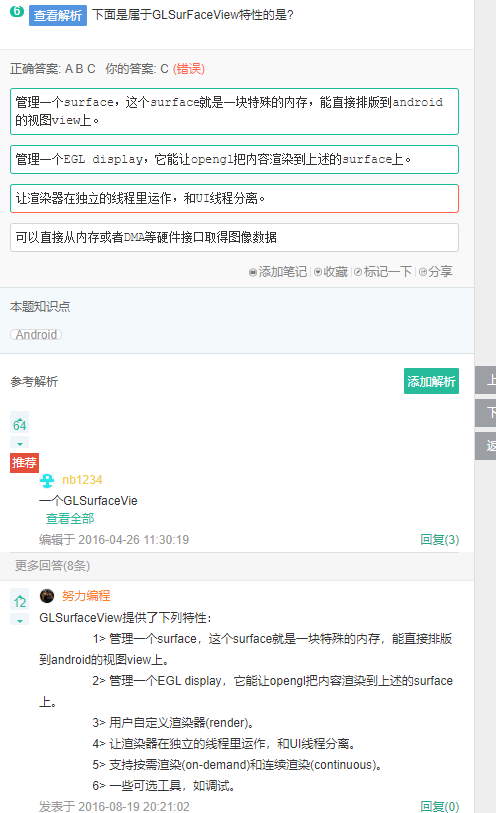 6 查看解析 下面是属于GLSurFaceView特性的是?
正确答案: A B C 你的答案: C (错误)
管理一个surface，这个surface就是一块特殊的内存，能直接排版到android
的视图view上。
管理一个EGL display，它能让opengl把内容渲染到上述的surface上。
让渲染器在独立的线程里运作，和UI线程分离。
可以直接从内存或者DMA等硬件接口取得图像数据
添加笔记 收藏 标记一下 分享
本题知识点
Android
上
参考解析 添加解析
下
64
返
推荐
nb1234
一个GLSurfaceVie
查看全部
编辑于 2016-04-26 11:30:19 回复(3)
更多回答(8条)
12 努力编程
GLSurfaceView提供了下列特性：
1> 管理一个surface，这个surface就是一块特殊的内存，能直接排版
到android的视图view上。
2> 管理一个EGL display，它能让opengl把内容渲染到上述的surface
上。
3> 用户自定义渲染器(render)。
4> 让渲染器在独立的线程里运作，和UI线程分离。
5> 支持按需渲染(on-demand)和连续渲染(continuous)。
6> 一些可选工具，如调试。
发表于 2016-08-19 20:21:02 回复(0)